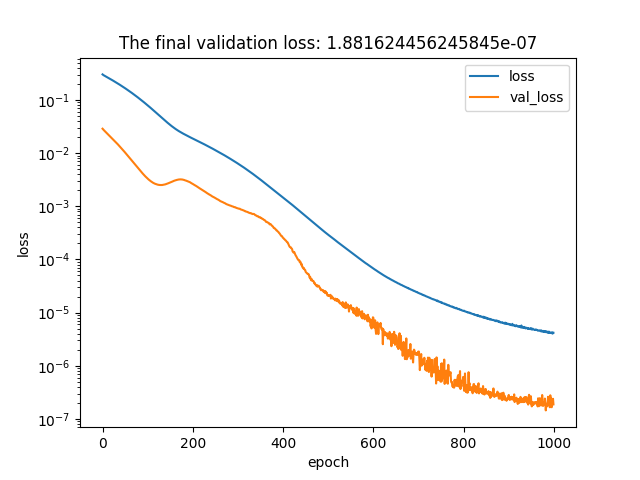 The final validation loss: 1.881624456245845e-07
loss
val_loss
10⁻¹
10⁻²
10⁻³
10⁻⁴
10⁻⁵
10⁻⁶
10⁻⁷
loss
0 200 400 600 800 1000
epoch